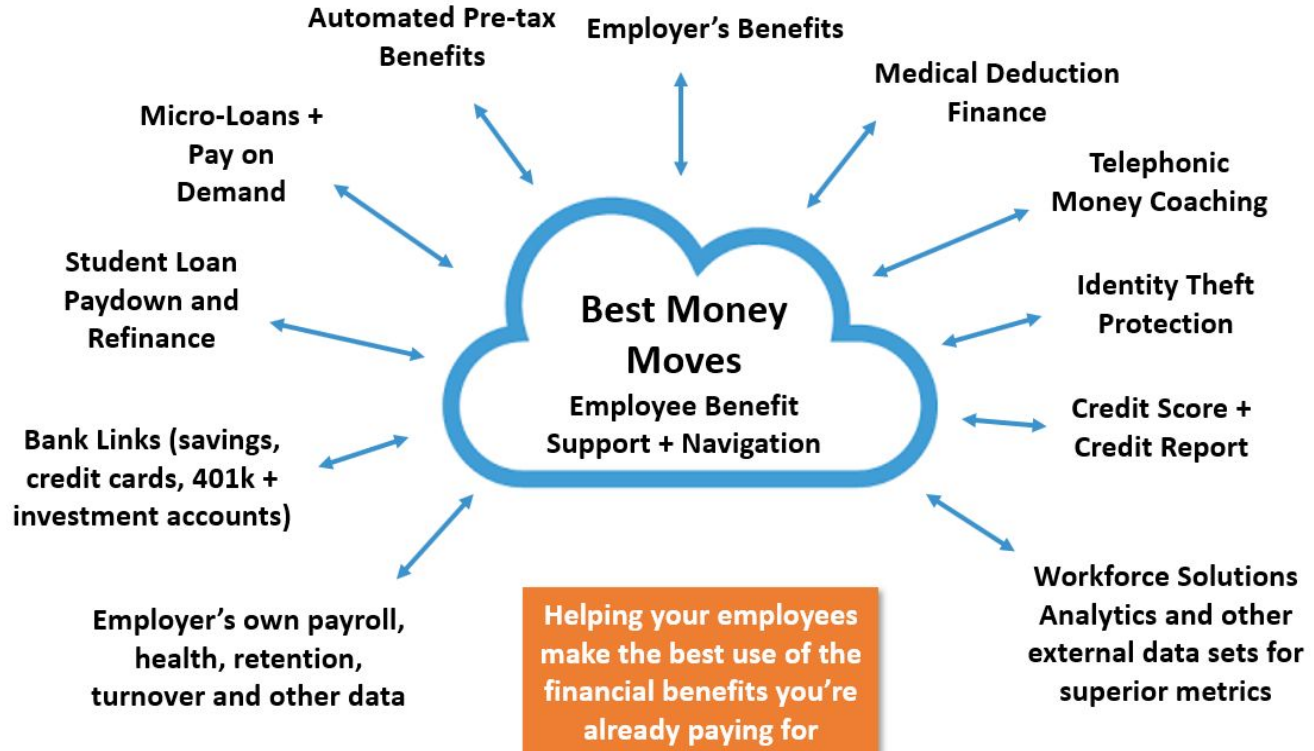 Automated Pre-tax
Benefits
Employer’s Benefits
Medical Deduction
Finance
Micro-Loans +
Pay on
Demand
Telephonic
Money Coaching
Student Loan
Paydown and
Refinance
Identity Theft
Protection
Best Money
Moves
Employee Benefit
Support + Navigation
Bank Links (savings,
credit cards, 401k +
investment accounts)
Credit Score +
Credit Report
Employer’s own payroll,
health, retention,
turnover and other data
Helping your employees
make the best use of the
financial benefits you’re
already paying for
Workforce Solutions
Analytics and other
external data sets for
superior metrics